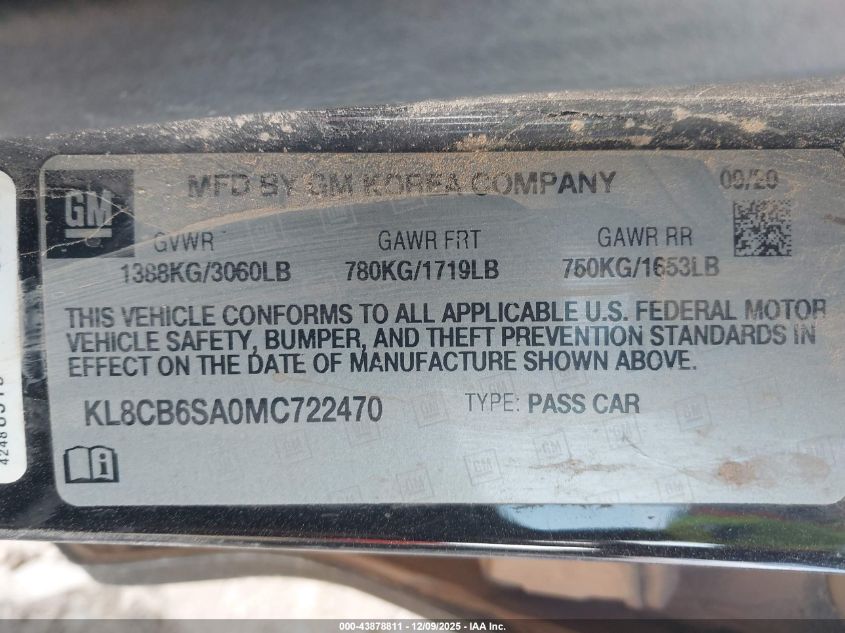 MFD BY GM KOREA COMPANY 09/20
GM
GVWR GAWR FRT GAWR RR
1388KG/3060LB 780KG/1719LB 750KG/1653LB
THIS VEHICLE CONFORMS TO ALL APPLICABLE U.S. FEDERAL MOTOR
VEHICLE SAFETY, BUMPER, AND THEFT PREVENTION STANDARDS IN
EFFECT ON THE DATE OF MANUFACTURE SHOWN ABOVE.
KL8CB6SA0MC722470 TYPE: PASS CAR
000-43878811 - 12/09/2025 - IAA Inc.